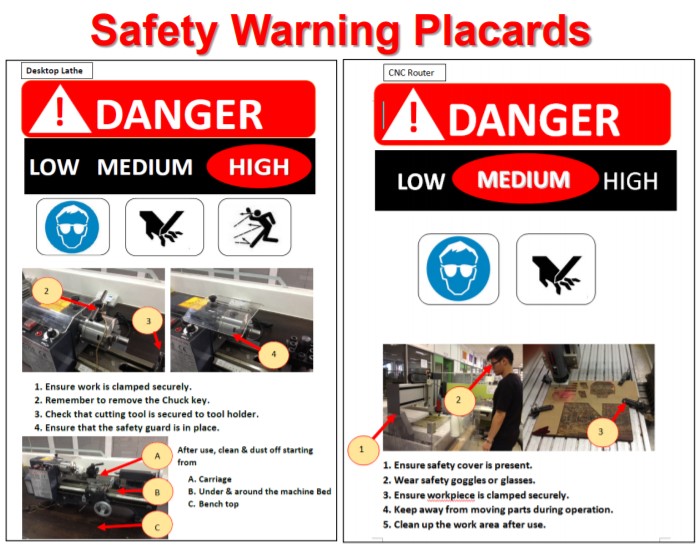 Safety Warning Placards
Desktop Lathe
! DANGER
LOW MEDIUM HIGH
2
3
4
1. Ensure work is clamped securely.
2. Remember to remove the Chuck key.
3. Check that cutting tool is secured to tool holder.
4. Ensure that the safety guard is in place.
A
B
C
After use, clean & dust off starting
from
A. Carriage
B. Under & around the machine Bed
C. Bench top
CNC Router
! DANGER
LOW MEDIUM HIGH
1
2
3
1. Ensure safety cover is present.
2. Wear safety goggles or glasses.
3. Ensure workpiece is clamped securely.
4. Keep away from moving parts during operation.
5. Clean up the work area after use.